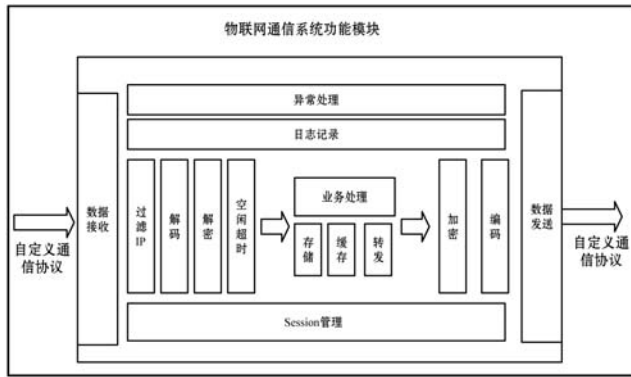 物联网通信系统功能模块
异常处理
日志记录
自定义通
信协议
数据
接收
过
滤
IP
解
码
解
密
空
闲
超
时
业务处理
存
储
缓
存
转
发
加
密
编
码
数据
发送
自定义通
信协议
Session管理